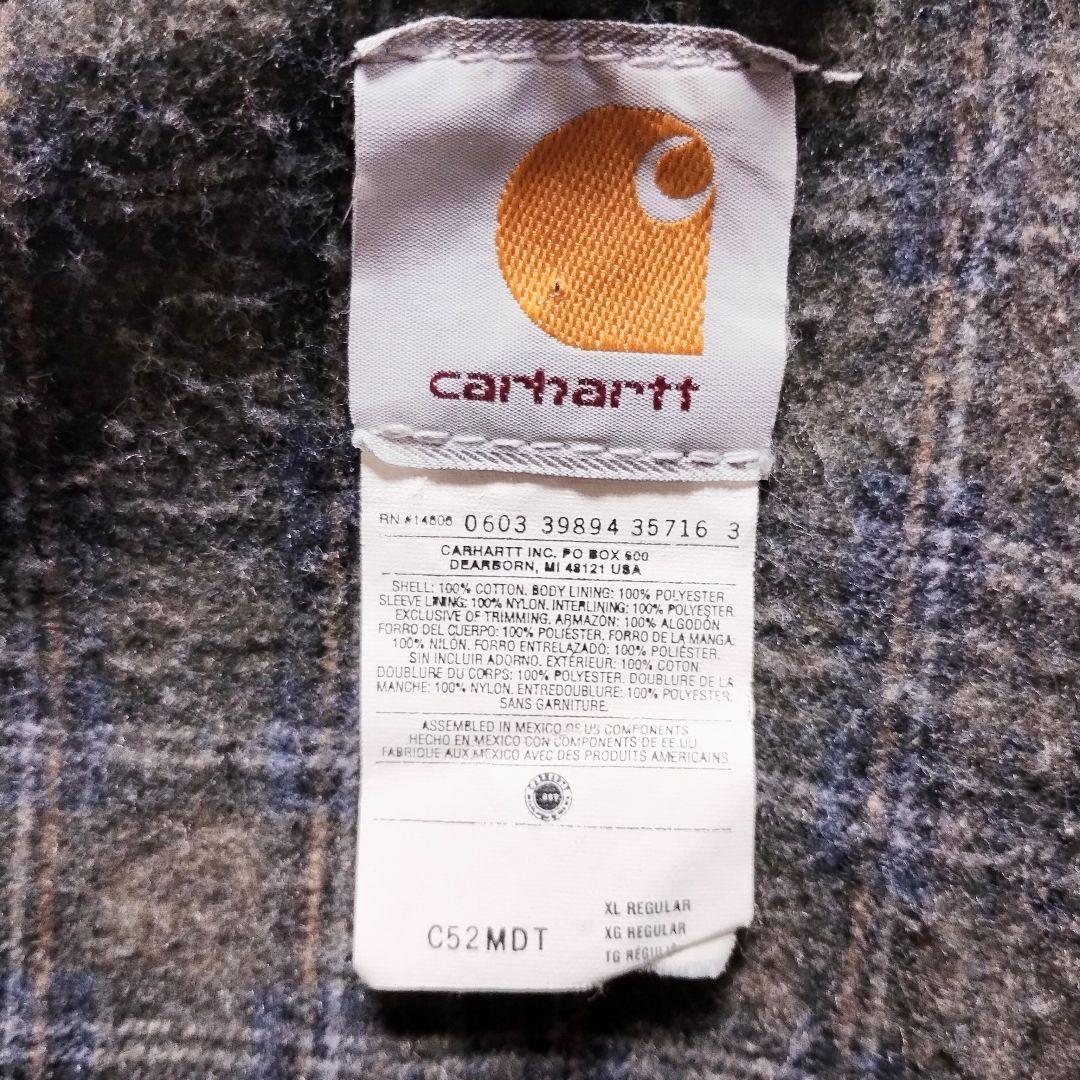 carhartt
RN #14806 0603 39894 35716 3
CARHARTT INC. PO BOX 600
DEARBORN, MI 48121 USA
SHELL: 100% COTTON. BODY LINING: 100% POLYESTER
SLEEVE LINING: 100% NYLON. INTERLINING: 100% POLYESTER
EXCLUSIVE OF TRIMMING. ARMAZON: 100% ALGODÓN
FORRO DEL CUERPO: 100% POLIÉSTER. FORRO DE LA MANGA:
100% NILÓN. FORRO ENTRELAZADO: 100% POLIÉSTER.
SIN INCLUIR ADORNO. EXTÉRIEUR: 100% COTON
DOUBLURE DU CORPS: 100% POLYESTER. DOUBLURE DE LA
MANCHE: 100% NYLON. ENTREDOUBLURE: 100% POLYESTER.
SANS GARNITURE.
ASSEMBLED IN MEXICO OF US COMPONENTS
HECHO EN MEXICO CON COMPONENTS DE EE UU
FABRIQUE AUX MEXICO AVEC DES PRODUITS AMERICAINS
CARHARTT
C52MDT
XL REGULAR
XG REGULAR
TG